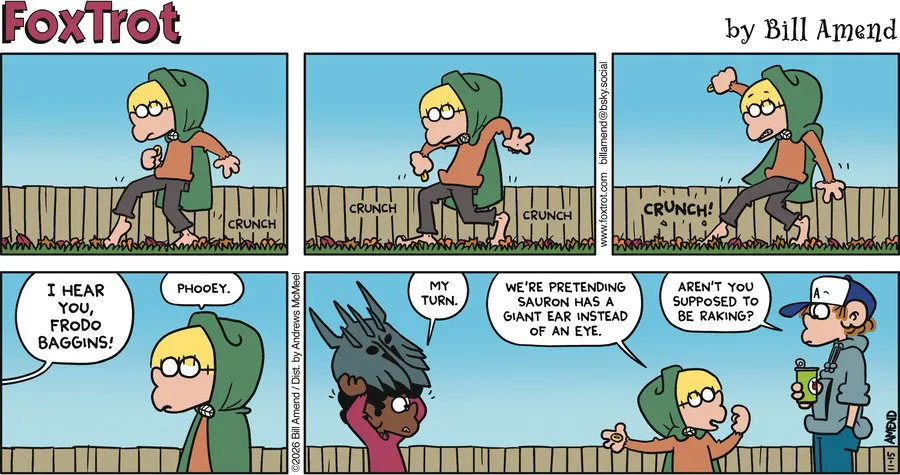 FoxTrot
by Bill Amend
CRUNCH
CRUNCH
CRUNCH
www.foxtrot.com billamend@bsky.social
CRUNCH!
I HEAR
YOU,
FRODO
BAGGINS!
PHOOEY.
©2026 Bill Amend / Dist. by Andrews McMeel
MY
TURN.
WE'RE PRETENDING
SAURON HAS A
GIANT EAR INSTEAD
OF AN EYE.
AREN'T YOU
SUPPOSED TO
BE RAKING?
A
11-15 AMEND